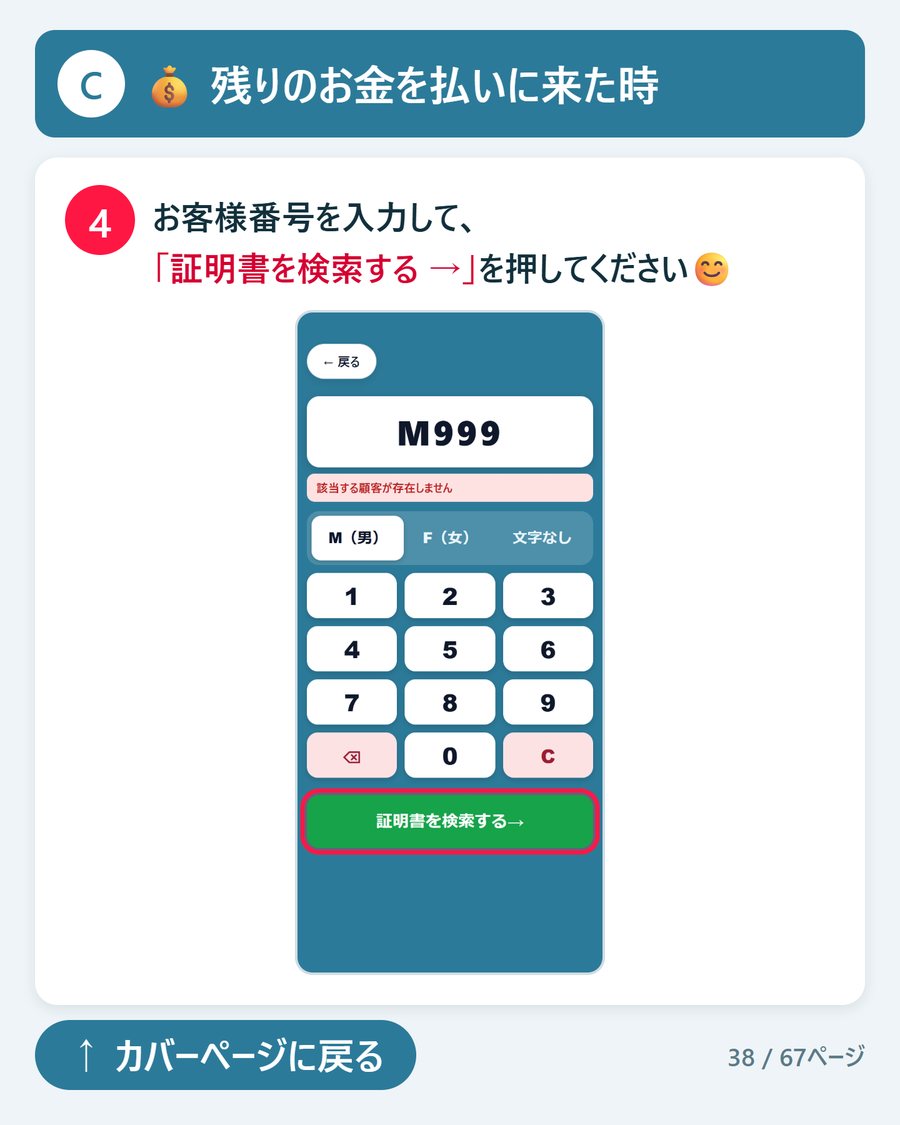 C 💰 残りのお金を払いに来た時
4 お客様番号を入力して、
「証明書を検索する →」を押してください😊
← 戻る
M999
該当する顧客が存在しません
M（男） F（女） 文字なし
1 2 3
4 5 6
7 8 9
⌫ 0 C
証明書を検索する→
↑ カバーページに戻る
38 / 67ページ